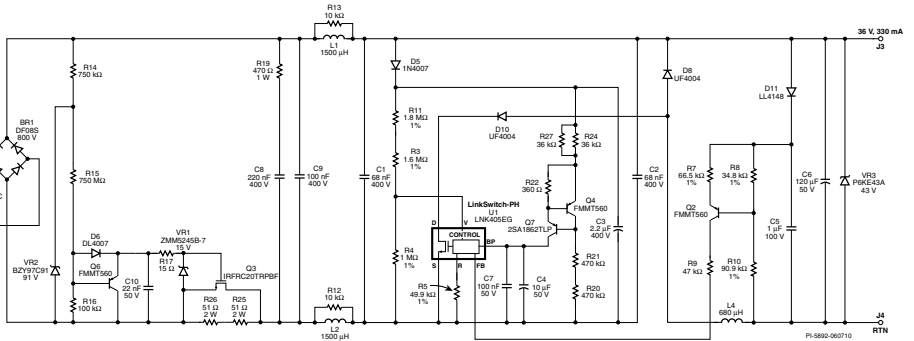 R13
10 kΩ
L1
1500 μH
36 V, 330 mA
J3
R14
750 kΩ
R19
470 Ω
1 W
D5
1N4007
D8
UF4004
D11
LL4148
BR1
DF08S
800 V
R11
1.8 MΩ
1%
D10
UF4004
R27
36 kΩ
R24
36 kΩ
R3
1.6 MΩ
1%
C8
220 nF
400 V
C9
100 nF
400 V
C1
68 nF
400 V
C2
68 nF
400 V
R7
66.5 kΩ
1%
R8
34.8 kΩ
1%
C6
120 μF
50 V
VR3
P6KE43A
43 V
R15
750 MΩ
R22
360 Ω
Q4
FMMT560
LinkSwitch-PH
U1
LNK405EG
Q7
2SA1862TLP
C3
2.2 μF
400 V
Q2
FMMT560
C5
1 μF
100 V
D
V
CONTROL
BP
S
R
FB
D6
DL4007
VR1
ZMM5245B-7
15 V
R17
15 Ω
Q3
IRFRC20TRPBF
VR2
BZY97C91
91 V
Q6
FMMT560
C10
22 nF
50 V
R4
1 MΩ
1%
R21
470 kΩ
R9
47 kΩ
R10
90.9 kΩ
1%
R5
49.9 kΩ
1%
C7
100 nF
50 V
C4
10 μF
50 V
R20
470 kΩ
R16
100 kΩ
R26
51 Ω
2 W
R25
51 Ω
2 W
R12
10 kΩ
L2
1500 μH
L4
680 μH
J4
RTN
PI-5892-060710
C